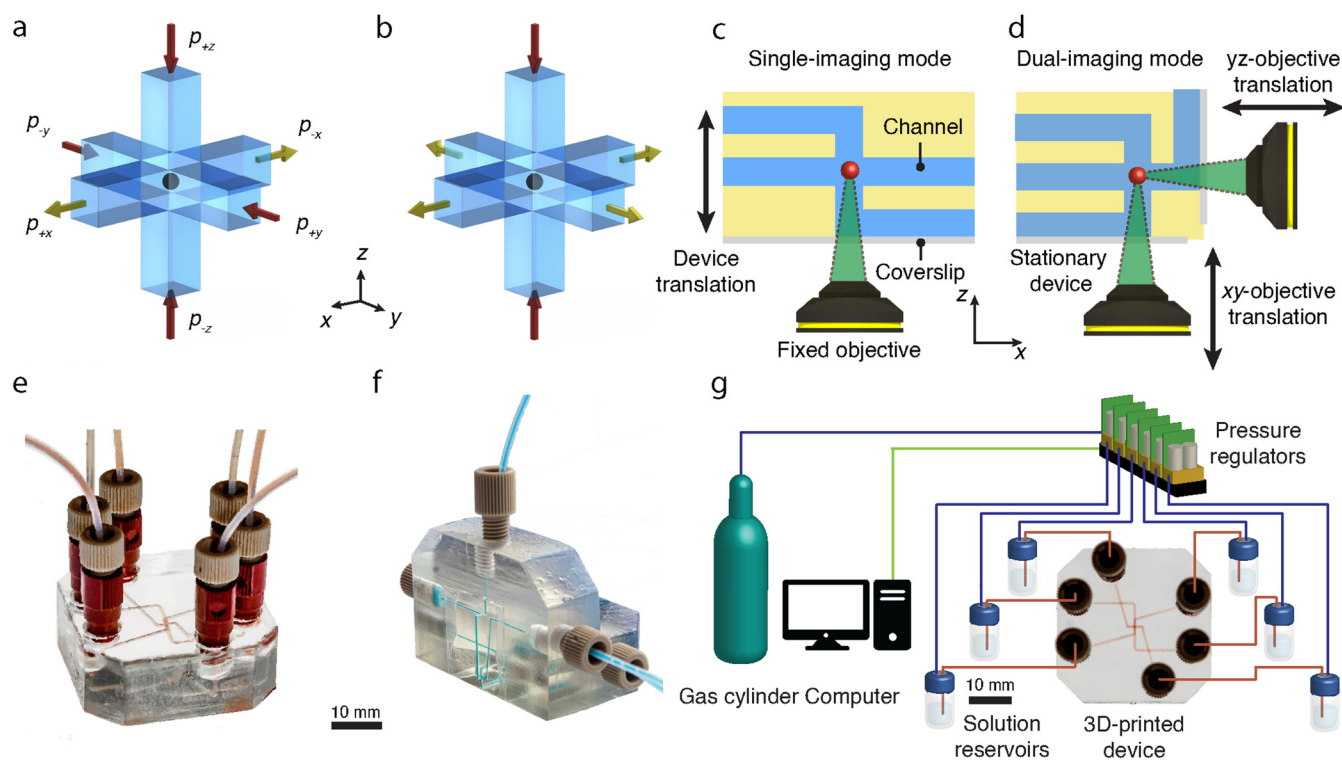 a
p+z
p-y
p-x
p+x
p+y
p-z
z
x
y
b
c
Single-imaging mode
Channel
Device
translation
Coverslip
Fixed objective
z
x
d
Dual-imaging mode
yz-objective
translation
Stationary
device
xy-objective
translation
e
10 mm
f
g
Pressure
regulators
Gas cylinder
Computer
10 mm
Solution
reservoirs
3D-printed
device